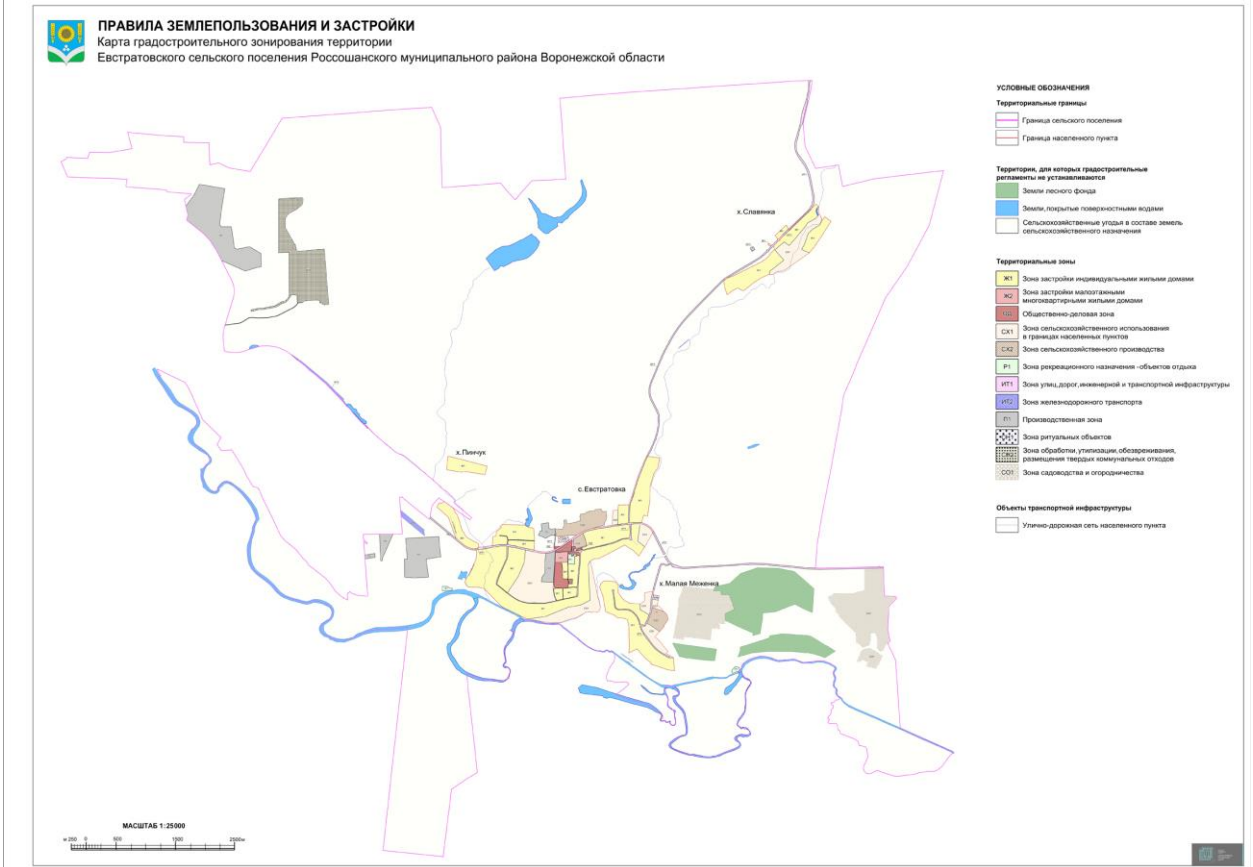 ПРАВИЛА ЗЕМЛЕПОЛЬЗОВАНИЯ И ЗАСТРОЙКИ
Карта градостроительного зонирования территории
Евстратовского сельского поселения Россошанского муниципального района Воронежской области
УСЛОВНЫЕ ОБОЗНАЧЕНИЯ
Территориальные границы
Граница сельского поселения
Граница населенного пункта
Территории, для которых градостроительные
регламенты не устанавливаются
Земли лесного фонда
Земли, покрытые поверхностными водами
Сельскохозяйственные угодья в составе земель
сельскохозяйственного назначения
Территориальные зоны
Ж1 Зона застройки индивидуальными жилыми домами
Ж2 Зона застройки малоэтажными
многоквартирными жилыми домами
Общественно-деловая зона
СХ1 Зона сельскохозяйственного использования
в границах населенных пунктов
СХ2 Зона сельскохозяйственного производства
Р1 Зона рекреационного назначения -объектов отдыха
ИТ1 Зона улиц,дорог,инженерной и транспортной инфраструктуры
ИТ2 Зона железнодорожного транспорта
П1 Производственная зона
Зона ритуальных объектов
Зона обработки,утилизации,обезвреживания,
размещения твердых коммунальных отходов
СО1 Зона садоводства и огородничества
Объекты транспортной инфраструктуры
Улично-дорожная сеть населенного пункта
х.Славянка
х.Пинчук
с.Евстратовка
х.Малая Меженка
МАСШТАБ 1:25000
м 250 0 500 1500 2500м